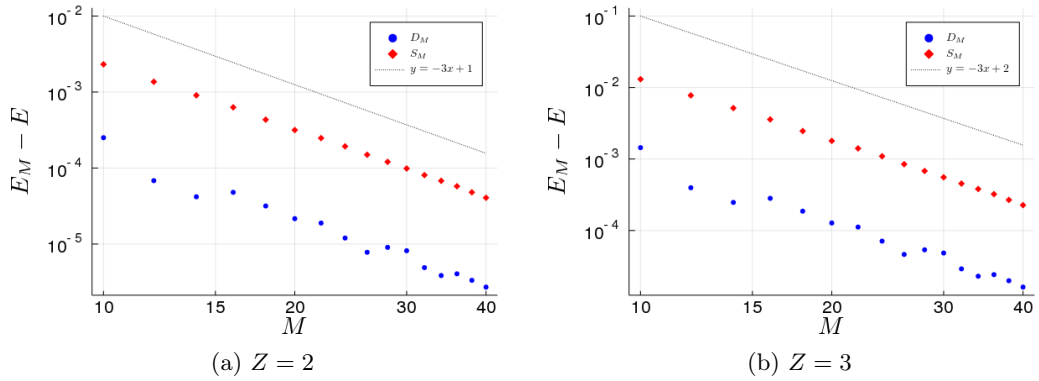 10⁻²
10⁻³
10⁻⁴
10⁻⁵
E_M − E
D_M
S_M
y = −3x + 1
10
15
20
30
40
M
(a) Z = 2
10⁻¹
10⁻²
10⁻³
10⁻⁴
E_M − E
D_M
S_M
y = −3x + 2
10
15
20
30
40
M
(b) Z = 3